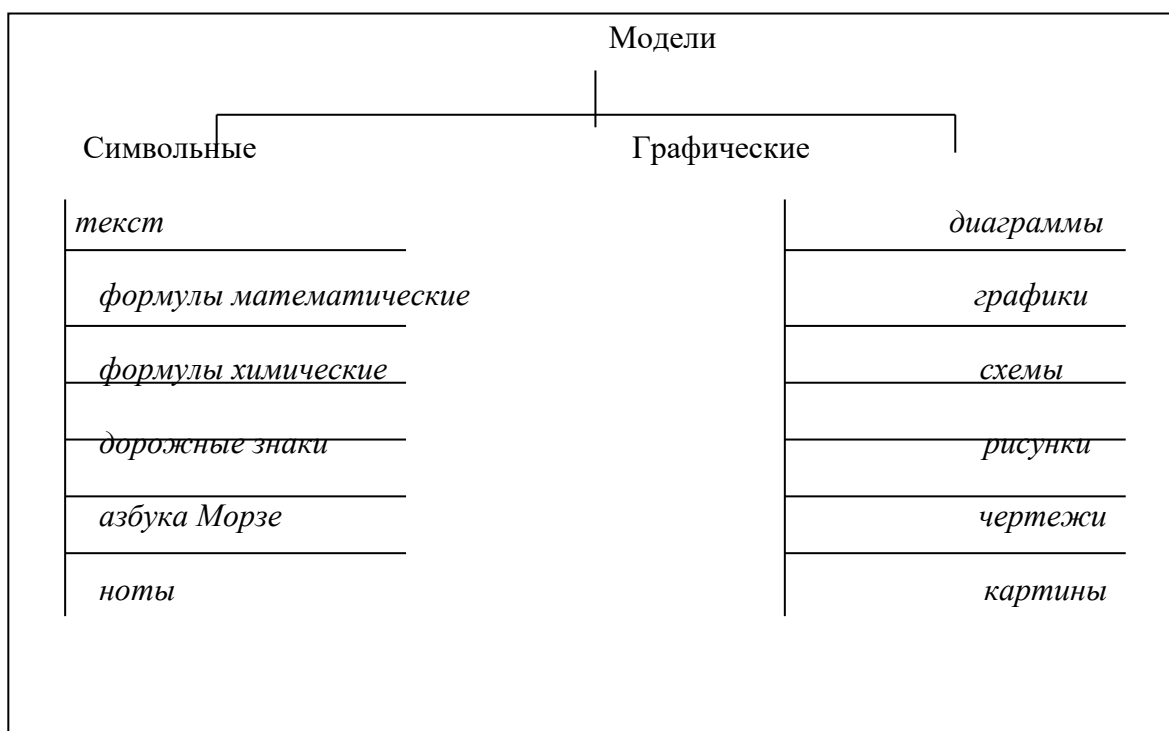 Модели
Символьные Графические
текст диаграммы
формулы математические графики
формулы химические схемы
дорожные знаки рисунки
азбука Морзе чертежи
ноты картины